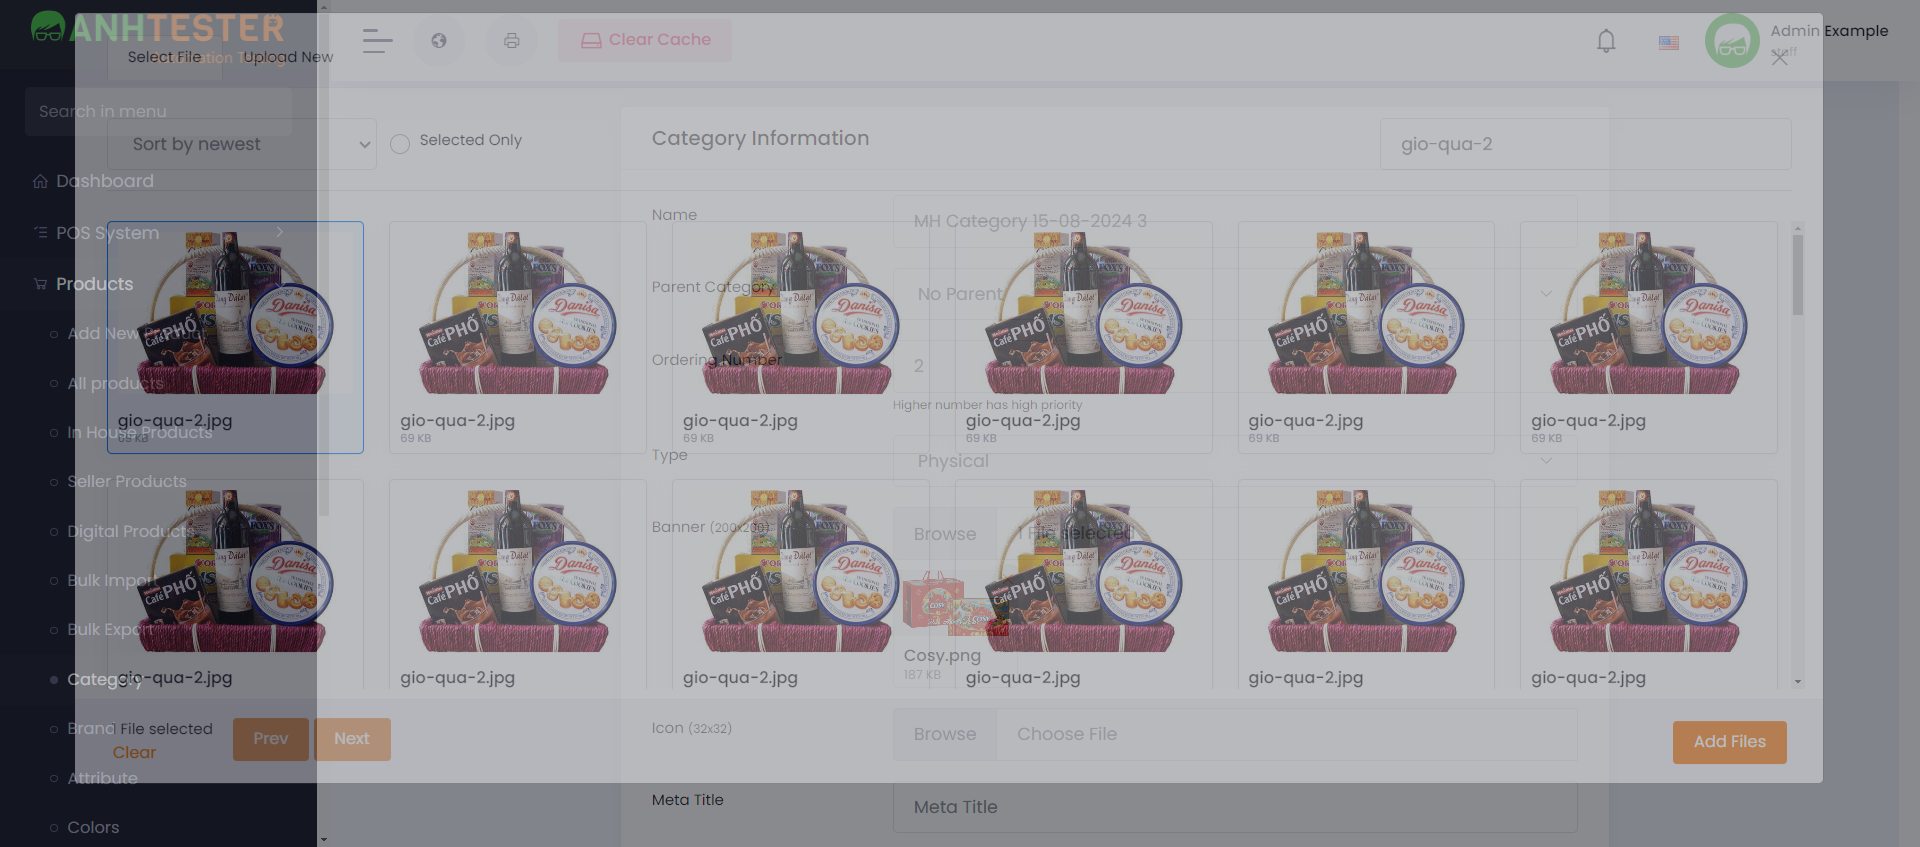 ANHTESTER
Automation Testing
Select File
Upload New
Clear Cache
Admin Example
staff
Search in menu
Sort by newest
Selected Only
Category Information
gio-qua-2
Dashboard
POS System
Products
Add New Product
All products
In House Products
Seller Products
Digital Products
Bulk Import
Bulk Export
Category
Brand
Attribute
Colors
Name
MH Category 15-08-2024 3
Parent Category
No Parent
Ordering Number
2
Higher number has high priority
Type
Physical
Banner (200x200)
Browse
1 File selected
Cosy.png
187 KB
Icon (32x32)
Browse
Choose File
Meta Title
Meta Title
gio-qua-2.jpg
69 KB
gio-qua-2.jpg
69 KB
gio-qua-2.jpg
69 KB
gio-qua-2.jpg
69 KB
gio-qua-2.jpg
69 KB
gio-qua-2.jpg
69 KB
gio-qua-2.jpg
gio-qua-2.jpg
gio-qua-2.jpg
gio-qua-2.jpg
gio-qua-2.jpg
gio-qua-2.jpg
1 File selected
Clear
Prev
Next
Add Files